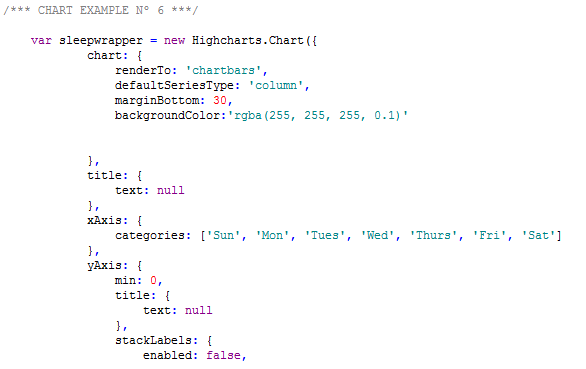 /*** CHART EXAMPLE Nº 6 ***/
var sleepwrapper = new Highcharts.Chart({
chart: {
renderTo: 'chartbars',
defaultSeriesType: 'column',
marginBottom: 30,
backgroundColor:'rgba(255, 255, 255, 0.1)'
},
title: {
text: null
},
xAxis: {
categories: ['Sun', 'Mon', 'Tues', 'Wed', 'Thurs', 'Fri', 'Sat']
},
yAxis: {
min: 0,
title: {
text: null
},
stackLabels: {
enabled: false,